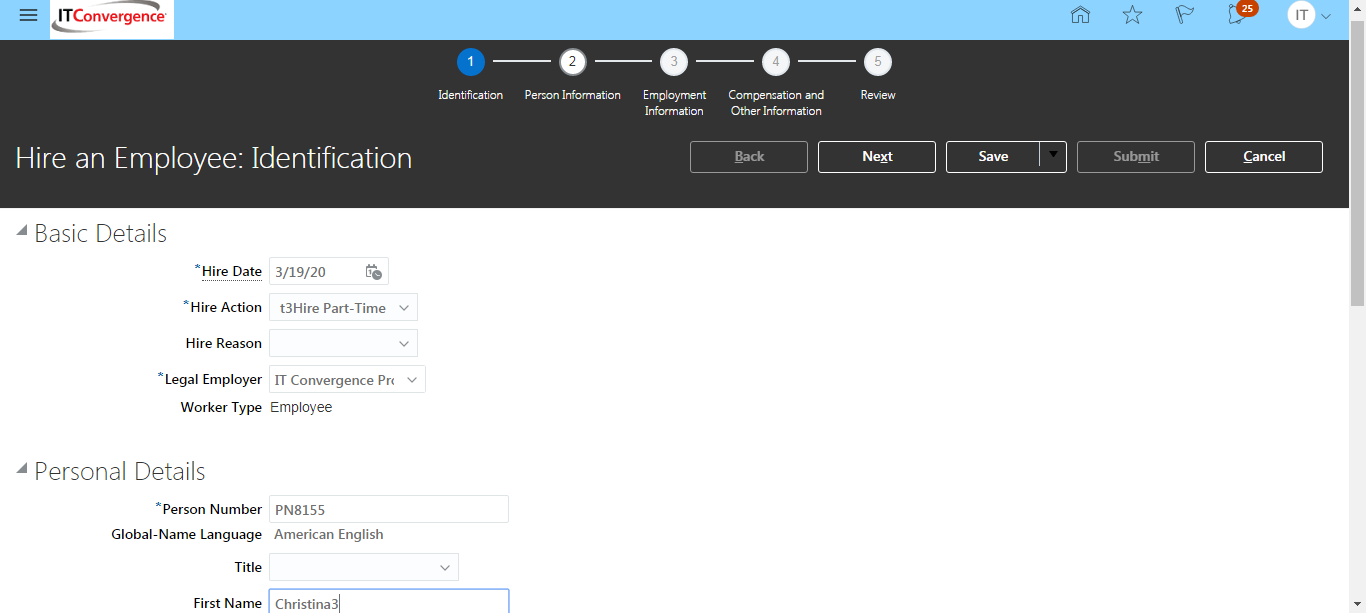 ITConvergence
25
IT
1
2
3
4
5
Identification
Person Information
Employment
Information
Compensation and
Other Information
Review
Hire an Employee: Identification
Back
Next
Save
Submit
Cancel
Basic Details
*Hire Date 3/19/20
*Hire Action t3Hire Part-Time
Hire Reason
*Legal Employer IT Convergence Pr
Worker Type Employee
Personal Details
*Person Number PN8155
Global-Name Language American English
Title
First Name Christina3